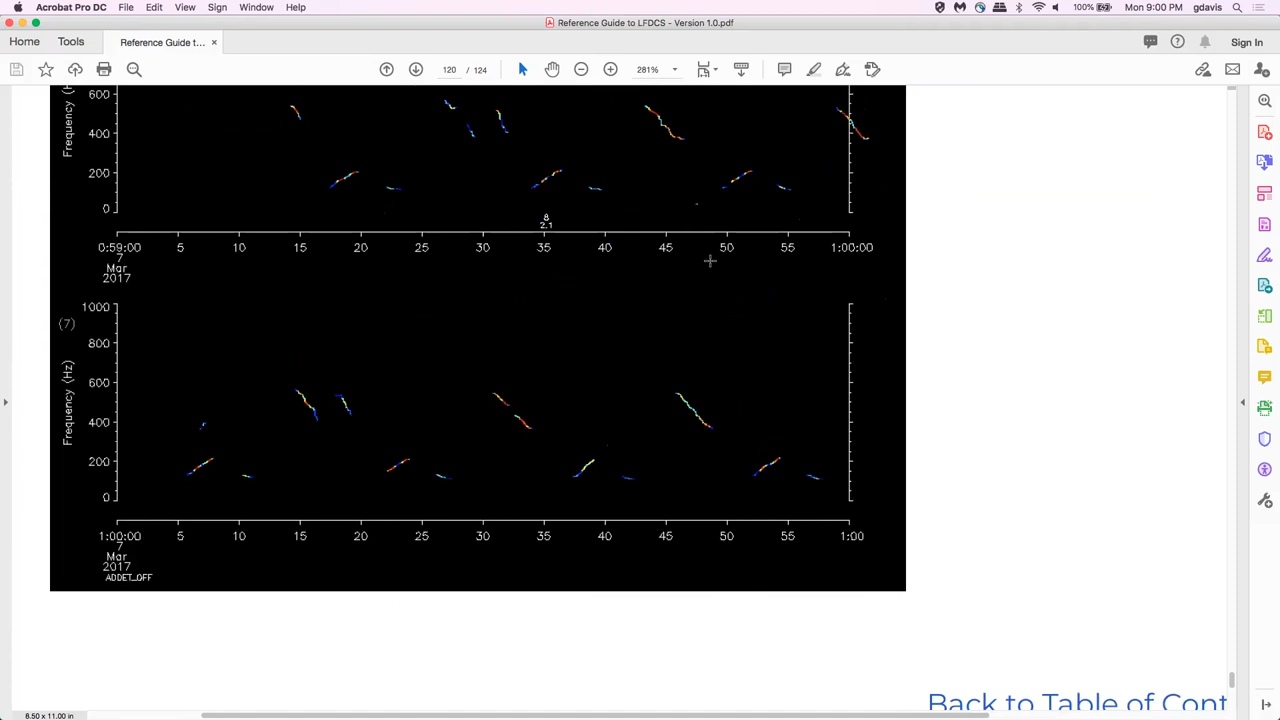 Acrobat Pro DC File Edit View Sign Window Help 100% Mon 9:00 PM gdavis
Reference Guide to LFDCS - Version 1.0.pdf
Home Tools Reference Guide t... × Sign In
120 / 124 281%
600
400
200
0
Frequency (H
8
2.1
0:59:00 5 10 15 20 25 30 35 40 45 50 55 1:00:00
7
Mar
2017
(7)
1000
800
600
400
200
0
Frequency (Hz)
1:00:00 5 10 15 20 25 30 35 40 45 50 55 1:00
7
Mar
2017
ADDET_OFF
Back to Table of Cont
8.50 x 11.00 in